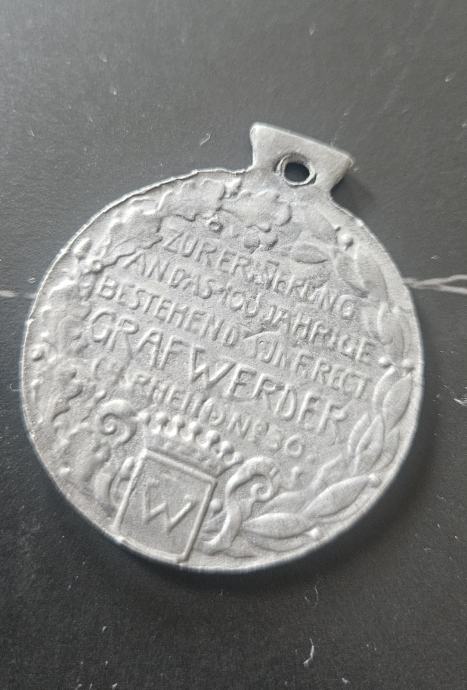 ZUR ERINNERUNG
AN DAS 100 JÄHRIGE
BESTEHEN D. INF. REGT
GRAF WERDER
(4. RHEIN.) No 30
W